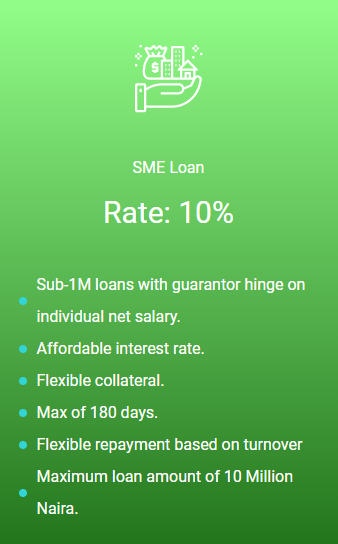 $
SME Loan
Rate: 10%
Sub-1M loans with guarantor hinge on
individual net salary.
Affordable interest rate.
Flexible collateral.
Max of 180 days.
Flexible repayment based on turnover
Maximum loan amount of 10 Million
Naira.